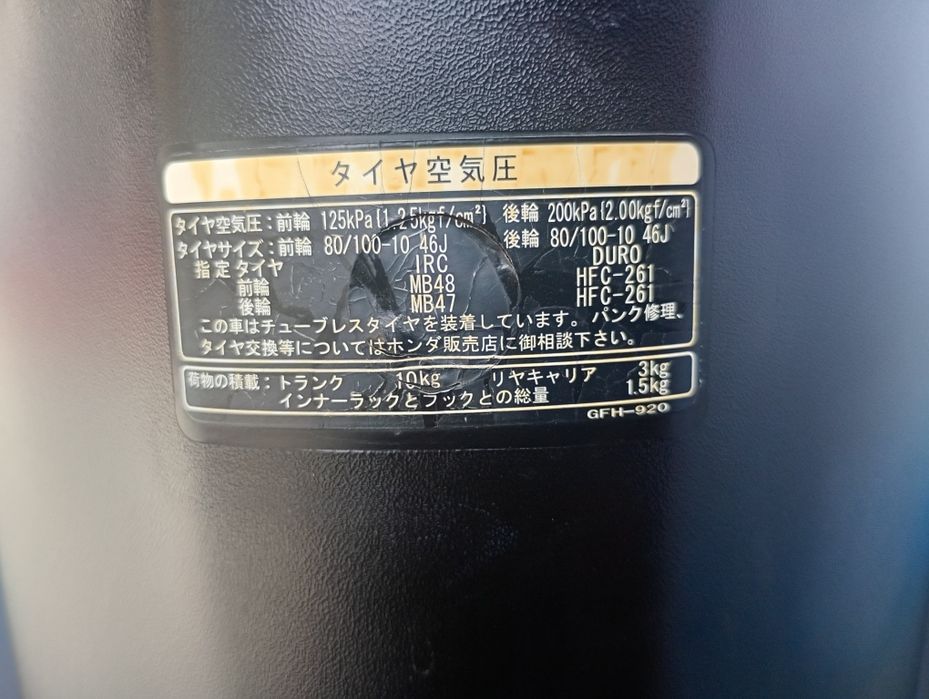 タイヤ空気圧
タイヤ空気圧：前輪 125kPa{1.25kgf/cm²} 後輪 200kPa{2.00kgf/cm²}
タイヤサイズ：前輪 80/100-10 46J 後輪 80/100-10 46J
指定タイヤ IRC DURO
前輪 MB48 HFC-261
後輪 MB47 HFC-261
この車はチューブレスタイヤを装着しています。パンク修理、
タイヤ交換等についてはホンダ販売店に御相談下さい。
荷物の積載：トランク 10kg リヤキャリア 3kg
インナーラックとフックとの総量 1.5kg
GFH-920